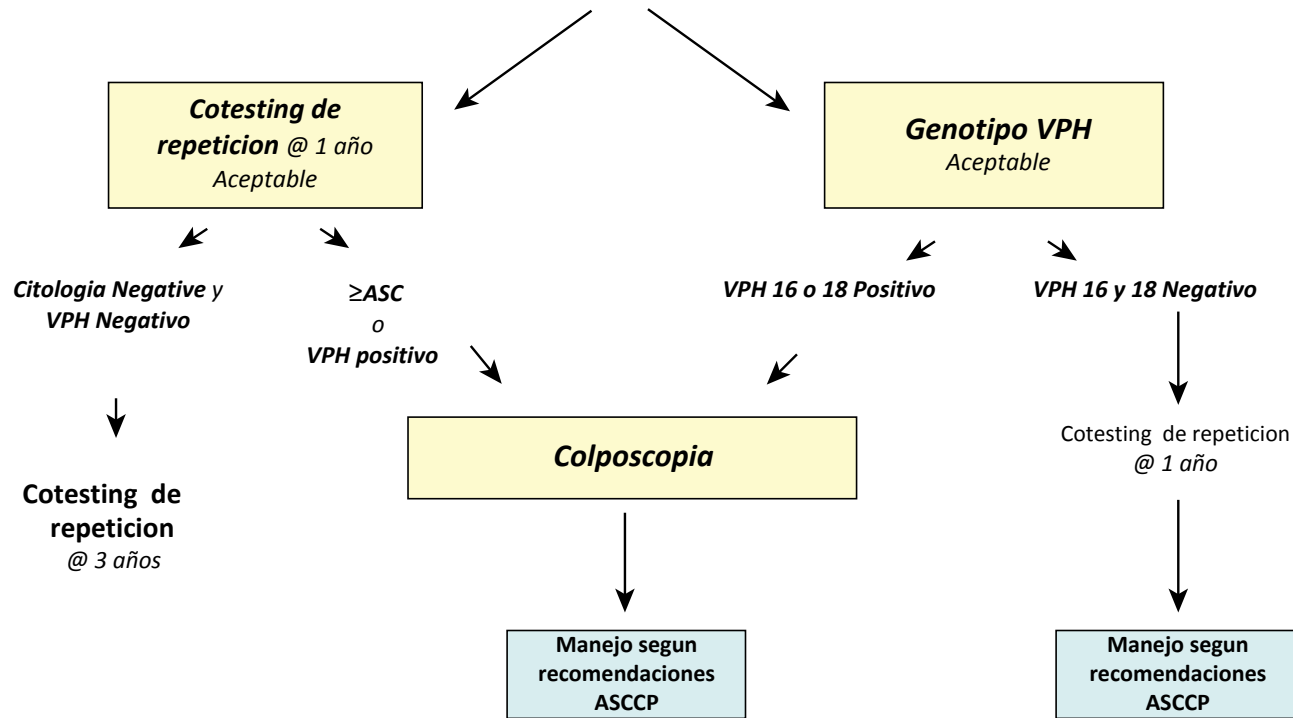 Cotesting de
repeticion @ 1 año
Aceptable
Genotipo VPH
Aceptable
Citologia Negative y
VPH Negativo
≥ASC
o
VPH positivo
VPH 16 o 18 Positivo
VPH 16 y 18 Negativo
Cotesting de
repeticion
@ 3 años
Colposcopia
Cotesting de repeticion
@ 1 año
Manejo segun
recomendaciones
ASCCP
Manejo segun
recomendaciones
ASCCP